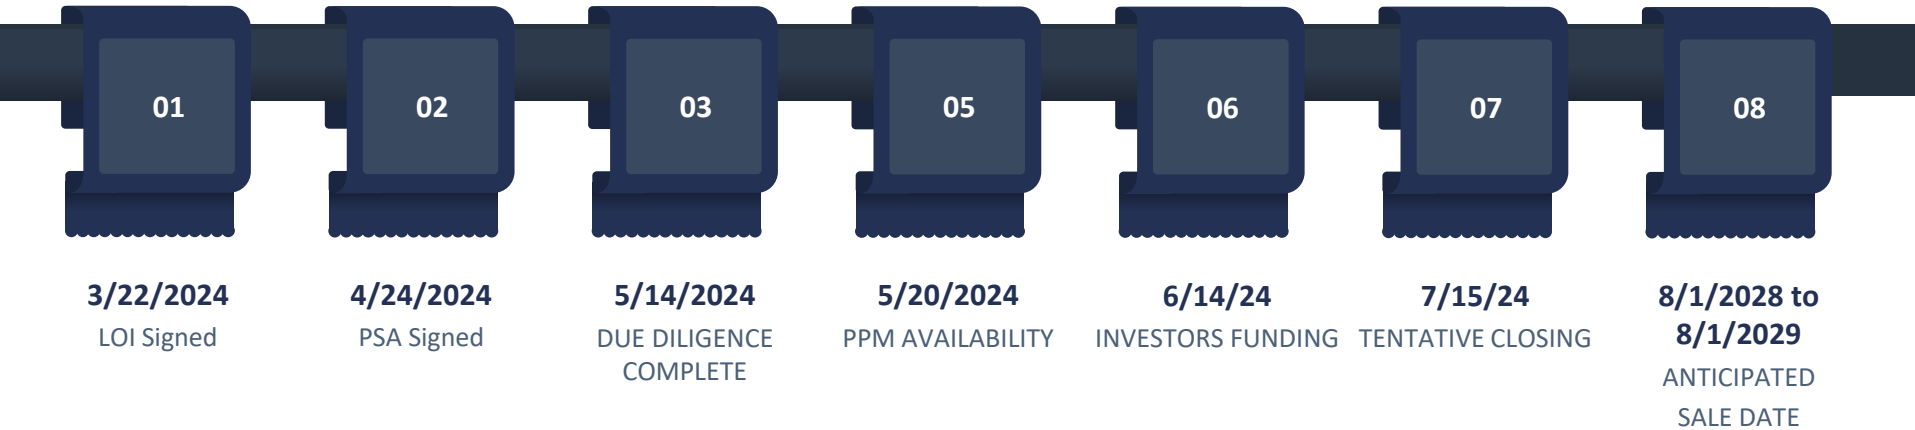 01
02
03
05
06
07
08
3/22/2024
LOI Signed
4/24/2024
PSA Signed
5/14/2024
DUE DILIGENCE
COMPLETE
5/20/2024
PPM AVAILABILITY
6/14/24
INVESTORS FUNDING
7/15/24
TENTATIVE CLOSING
8/1/2028 to
8/1/2029
ANTICIPATED
SALE DATE